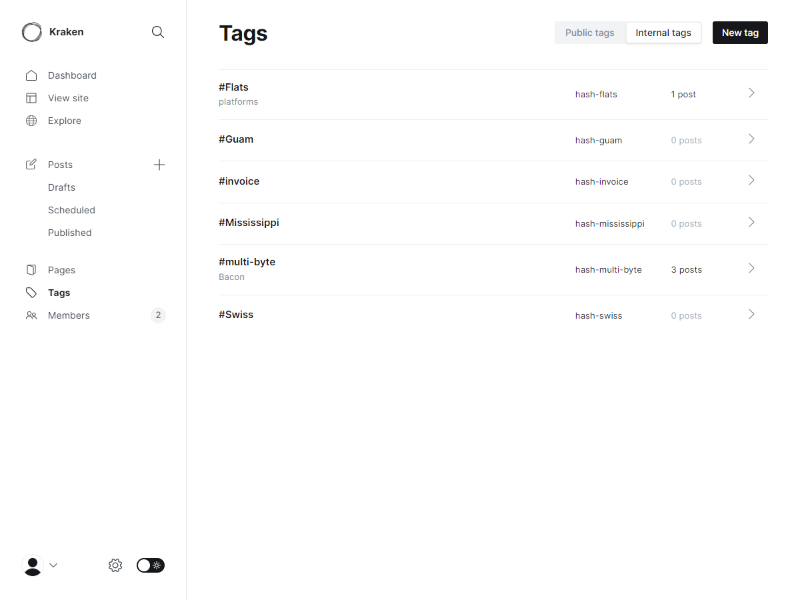 Kraken
Dashboard
View site
Explore
Posts
Drafts
Scheduled
Published
Pages
Tags
Members 2
Tags
Public tags Internal tags New tag
#Flats
platforms
hash-flats 1 post
#Guam hash-guam 0 posts
#invoice hash-invoice 0 posts
#Mississippi hash-mississippi 0 posts
#multi-byte
Bacon
hash-multi-byte 3 posts
#Swiss hash-swiss 0 posts